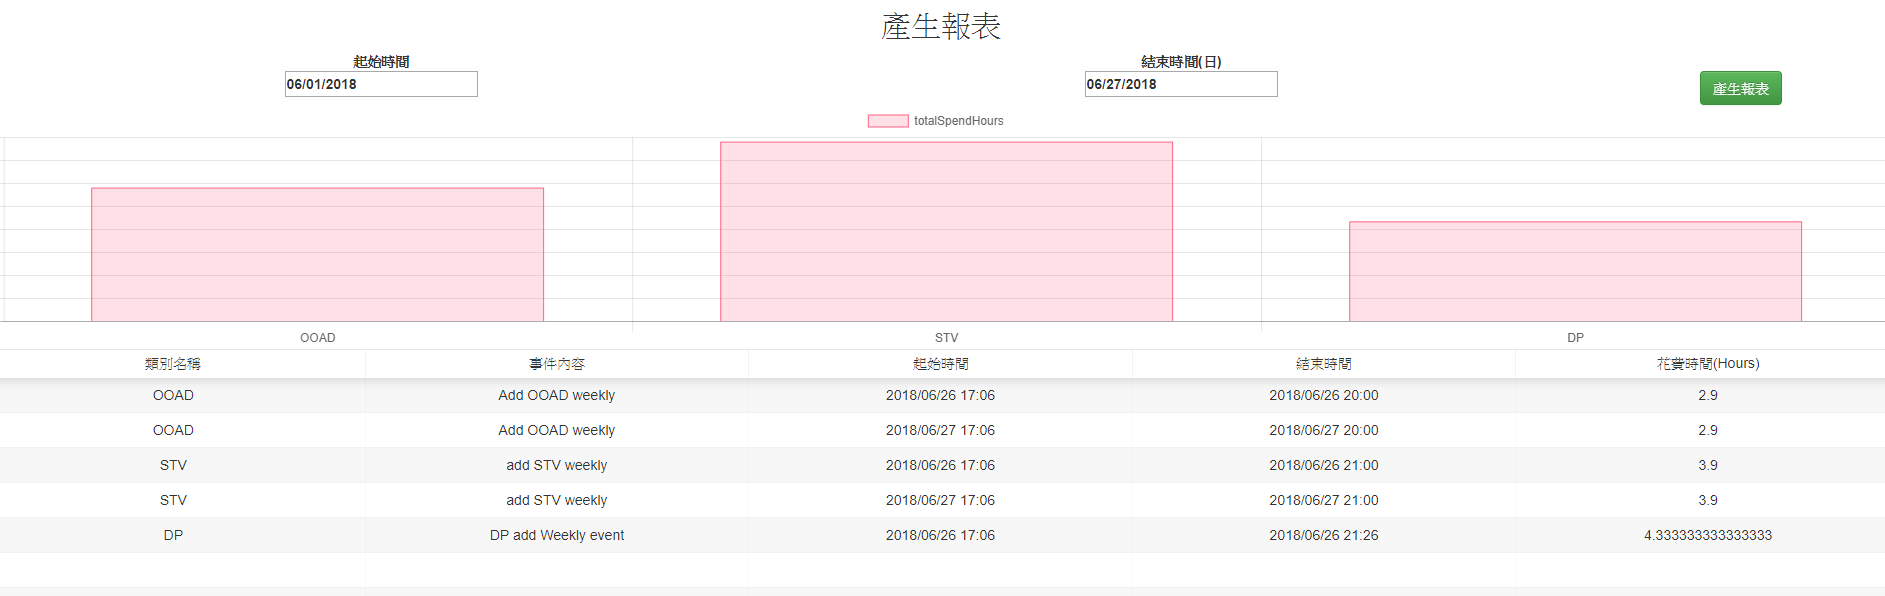 產生報表
起始時間 結束時間(日)
06/01/2018 06/27/2018 產生報表
totalSpendHours
OOAD STV DP
類別名稱 事件內容 起始時間 結束時間 花費時間(Hours)
OOAD Add OOAD weekly 2018/06/26 17:06 2018/06/26 20:00 2.9
OOAD Add OOAD weekly 2018/06/27 17:06 2018/06/27 20:00 2.9
STV add STV weekly 2018/06/26 17:06 2018/06/26 21:00 3.9
STV add STV weekly 2018/06/27 17:06 2018/06/27 21:00 3.9
DP DP add Weekly event 2018/06/26 17:06 2018/06/26 21:26 4.333333333333333